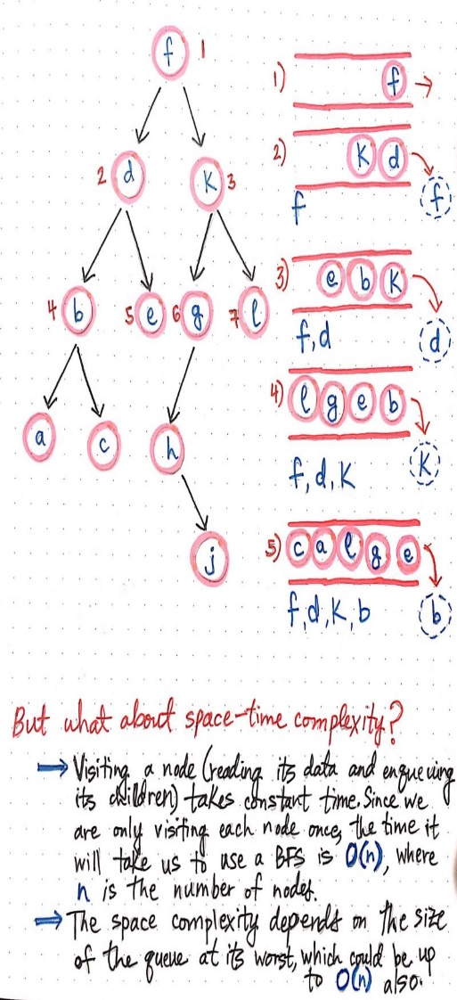 f 1
2 d K 3
4 b 5 e 6 g 7 l
a c h
j
1) f
2) K d
f f
3) e b K
f,d d
4) l g e b
f,d,K K
5) c a l g e
f,d,K,b b
But what about space-time complexity?
Visiting a node (reading its data and enqueuing
its children) takes constant time. Since we
are only visiting each node once, the time it
will take us to use a BFS is O(n), where
n is the number of nodes.
The space complexity depends on the size
of the queue at its worst, which could be up
to O(n) also.